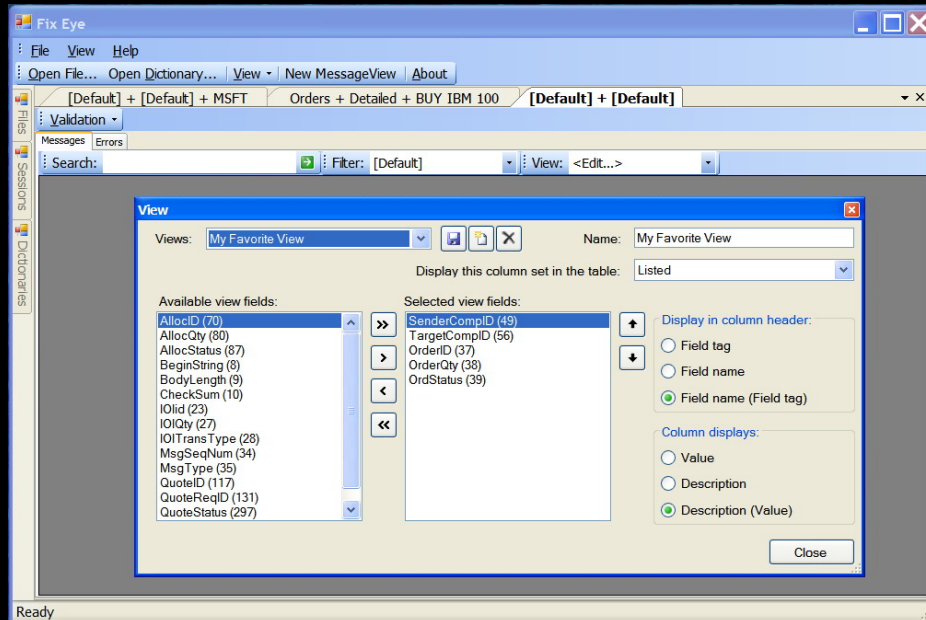 Fix Eye
File View Help
Open File... Open Dictionary... View New MessageView About
[Default] + [Default] + MSFT Orders + Detailed + BUY IBM 100 [Default] + [Default]
Files
Sessions
Dictionaries
Validation
Messages Errors
Search: Filter: [Default] View: <Edit...>
View
Views: My Favorite View Name: My Favorite View
Display this column set in the table: Listed
Available view fields:
AllocID (70)
AllocQty (80)
AllocStatus (87)
BeginString (8)
BodyLength (9)
CheckSum (10)
IOIid (23)
IOIQty (27)
IOITransType (28)
MsgSeqNum (34)
MsgType (35)
QuoteID (117)
QuoteReqID (131)
QuoteStatus (297)
Selected view fields:
SenderCompID (49)
TargetCompID (56)
OrderID (37)
OrderQty (38)
OrdStatus (39)
Display in column header:
Field tag
Field name
Field name (Field tag)
Column displays:
Value
Description
Description (Value)
Close
Ready